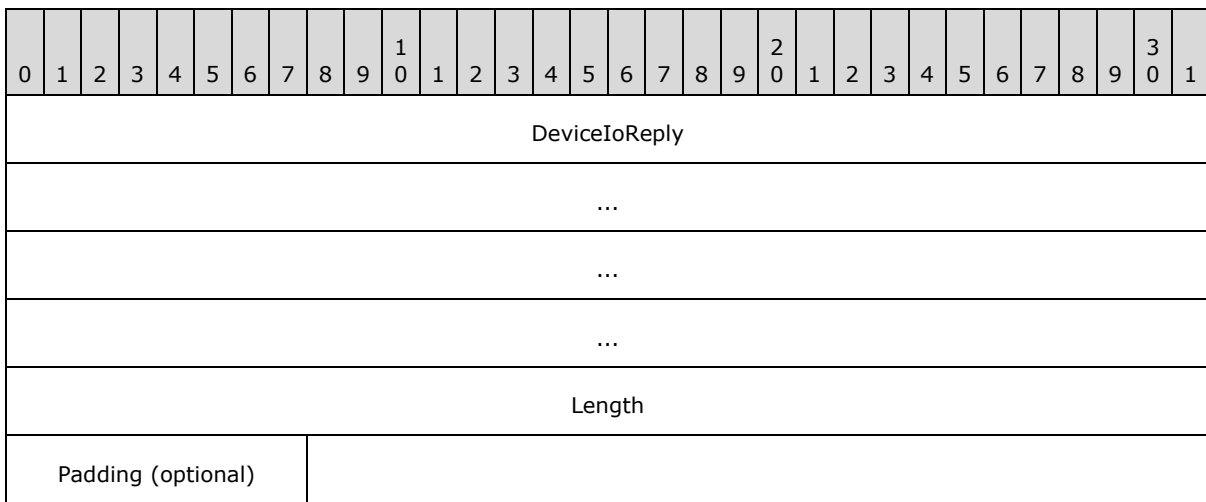 0 1 2 3 4 5 6 7 8 9 1 0 1 2 3 4 5 6 7 8 9 2 0 1 2 3 4 5 6 7 8 9 3 0 1
DeviceIoReply
...
...
...
Length
Padding (optional)